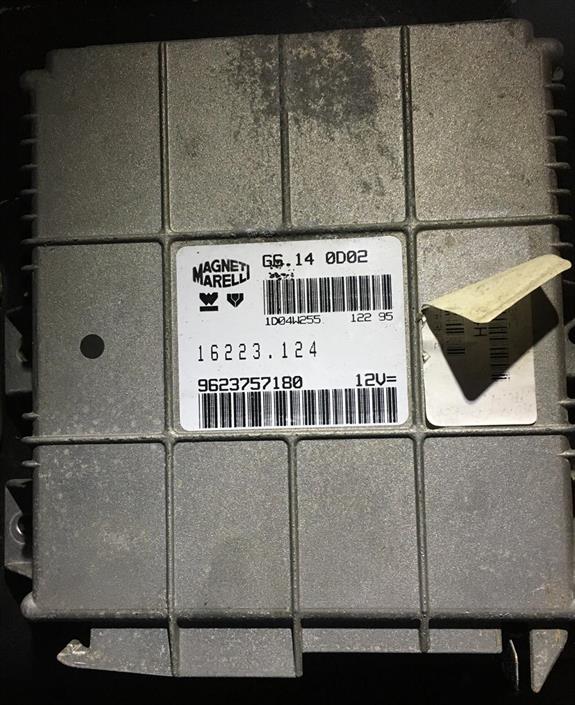 MAGNETI
MARELLI
G6.14 0D02
1D04W255 122 95
16223.124
9623757180 12V=
H